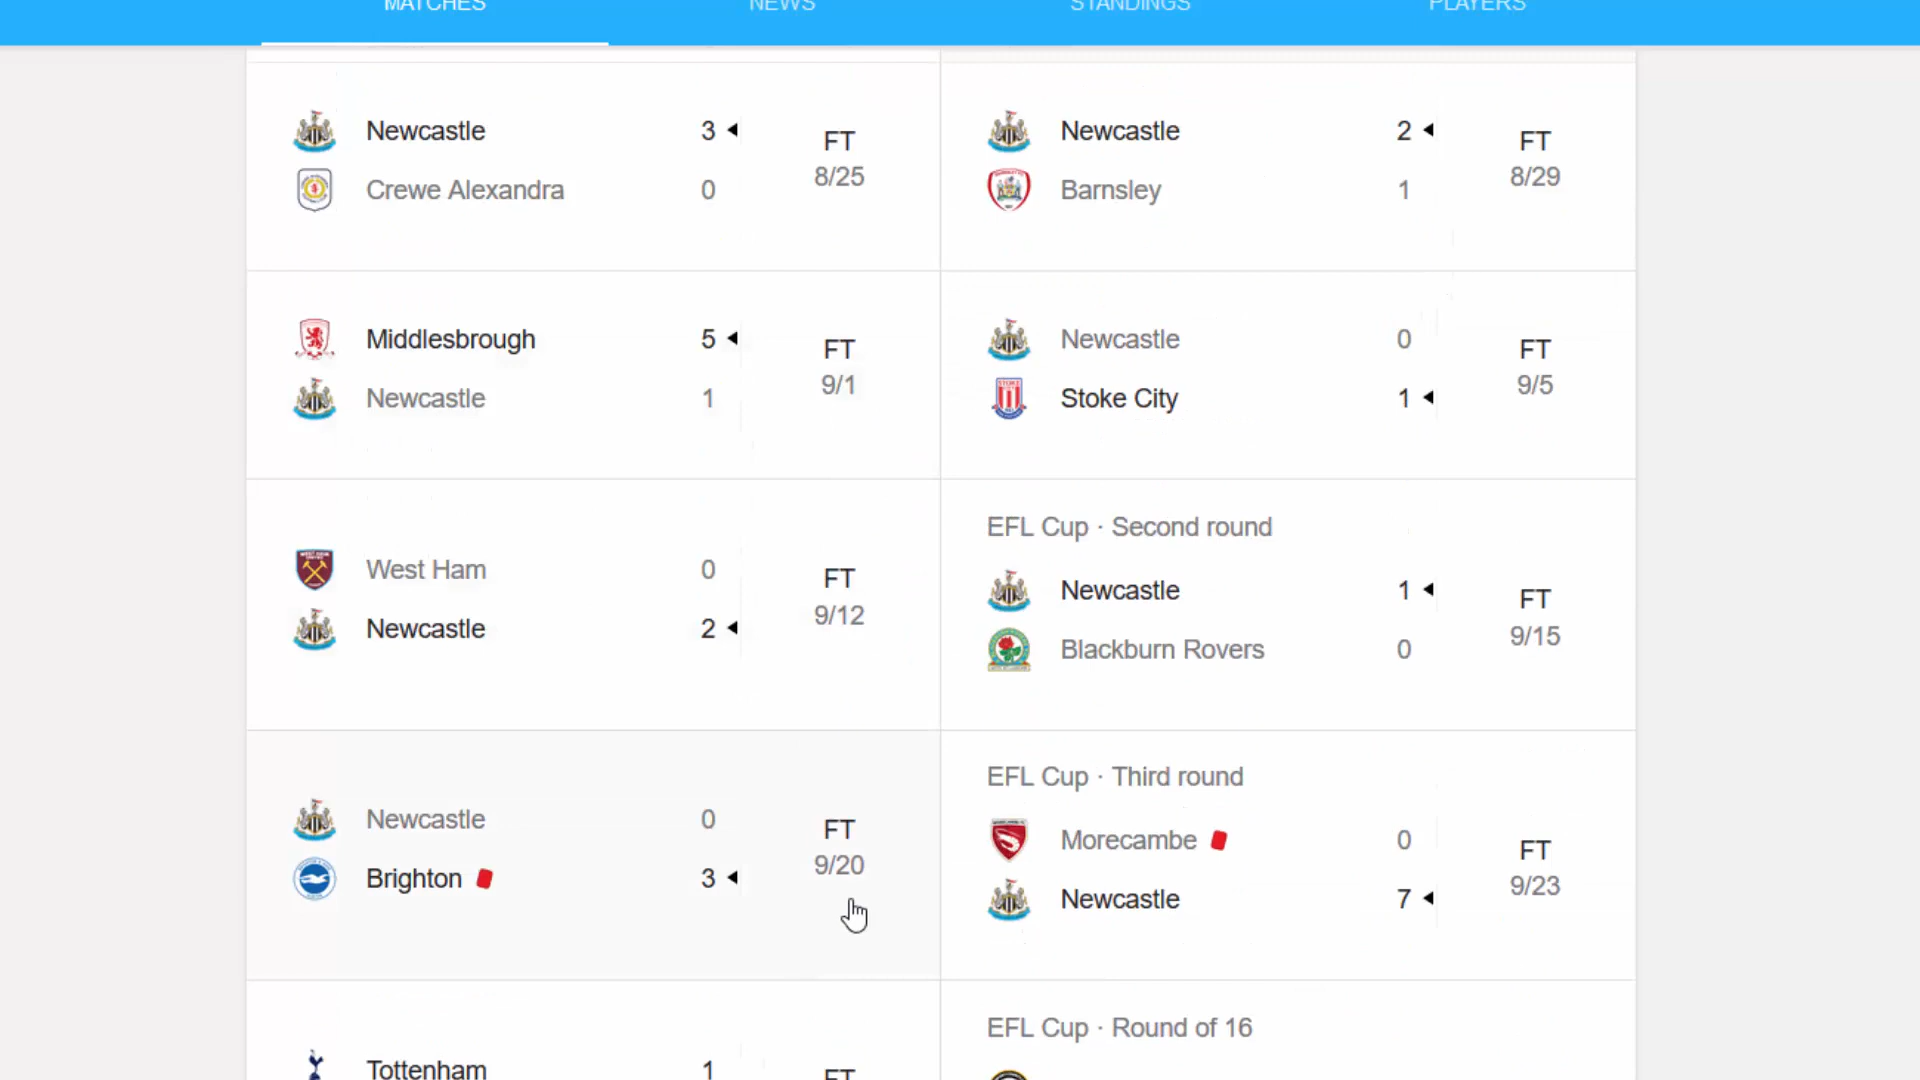 MATCHES NEWS STANDINGS PLAYERS
Newcastle 3 FT
Crewe Alexandra 0 8/25
Newcastle 2 FT
Barnsley 1 8/29
Middlesbrough 5 FT
Newcastle 1 9/1
Newcastle 0 FT
Stoke City 1 9/5
West Ham 0 FT
Newcastle 2 9/12
EFL Cup · Second round
Newcastle 1 FT
Blackburn Rovers 0 9/15
Newcastle 0 FT
Brighton 3 9/20
EFL Cup · Third round
Morecambe 0 FT
Newcastle 7 9/23
Tottenham 1 FT
EFL Cup · Round of 16